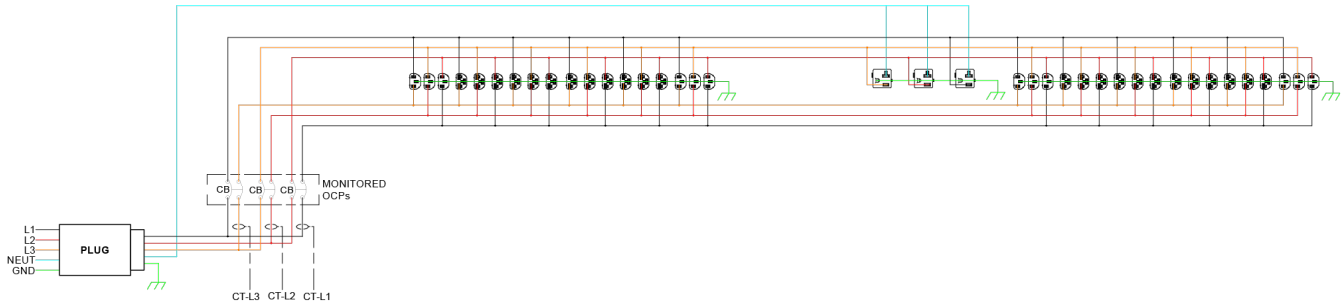 CB
CB
CB
MONITORED
OCPs
L1
L2
L3
NEUT
GND
PLUG
CT-L3
CT-L2
CT-L1